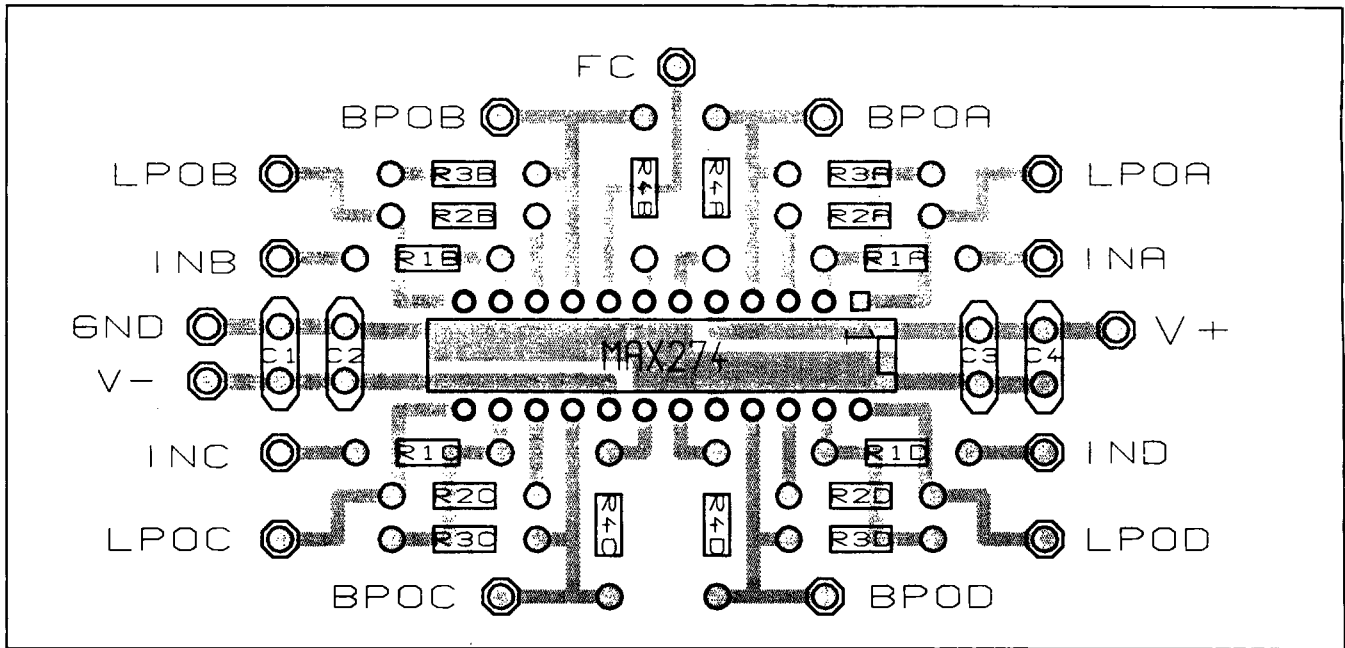 FC
BPOB
BPOA
LPOB
R3B
R4B
R4A
R3A
LPOA
R2B
R2A
INB
R1B
R1A
INA
GND
V+
C1
C2
MAX274
1
C3
C4
V-
INC
R1C
R1D
IND
R2C
R4C
R4D
R2D
LPOC
R3C
R3D
LPOD
BPOC
BPOD